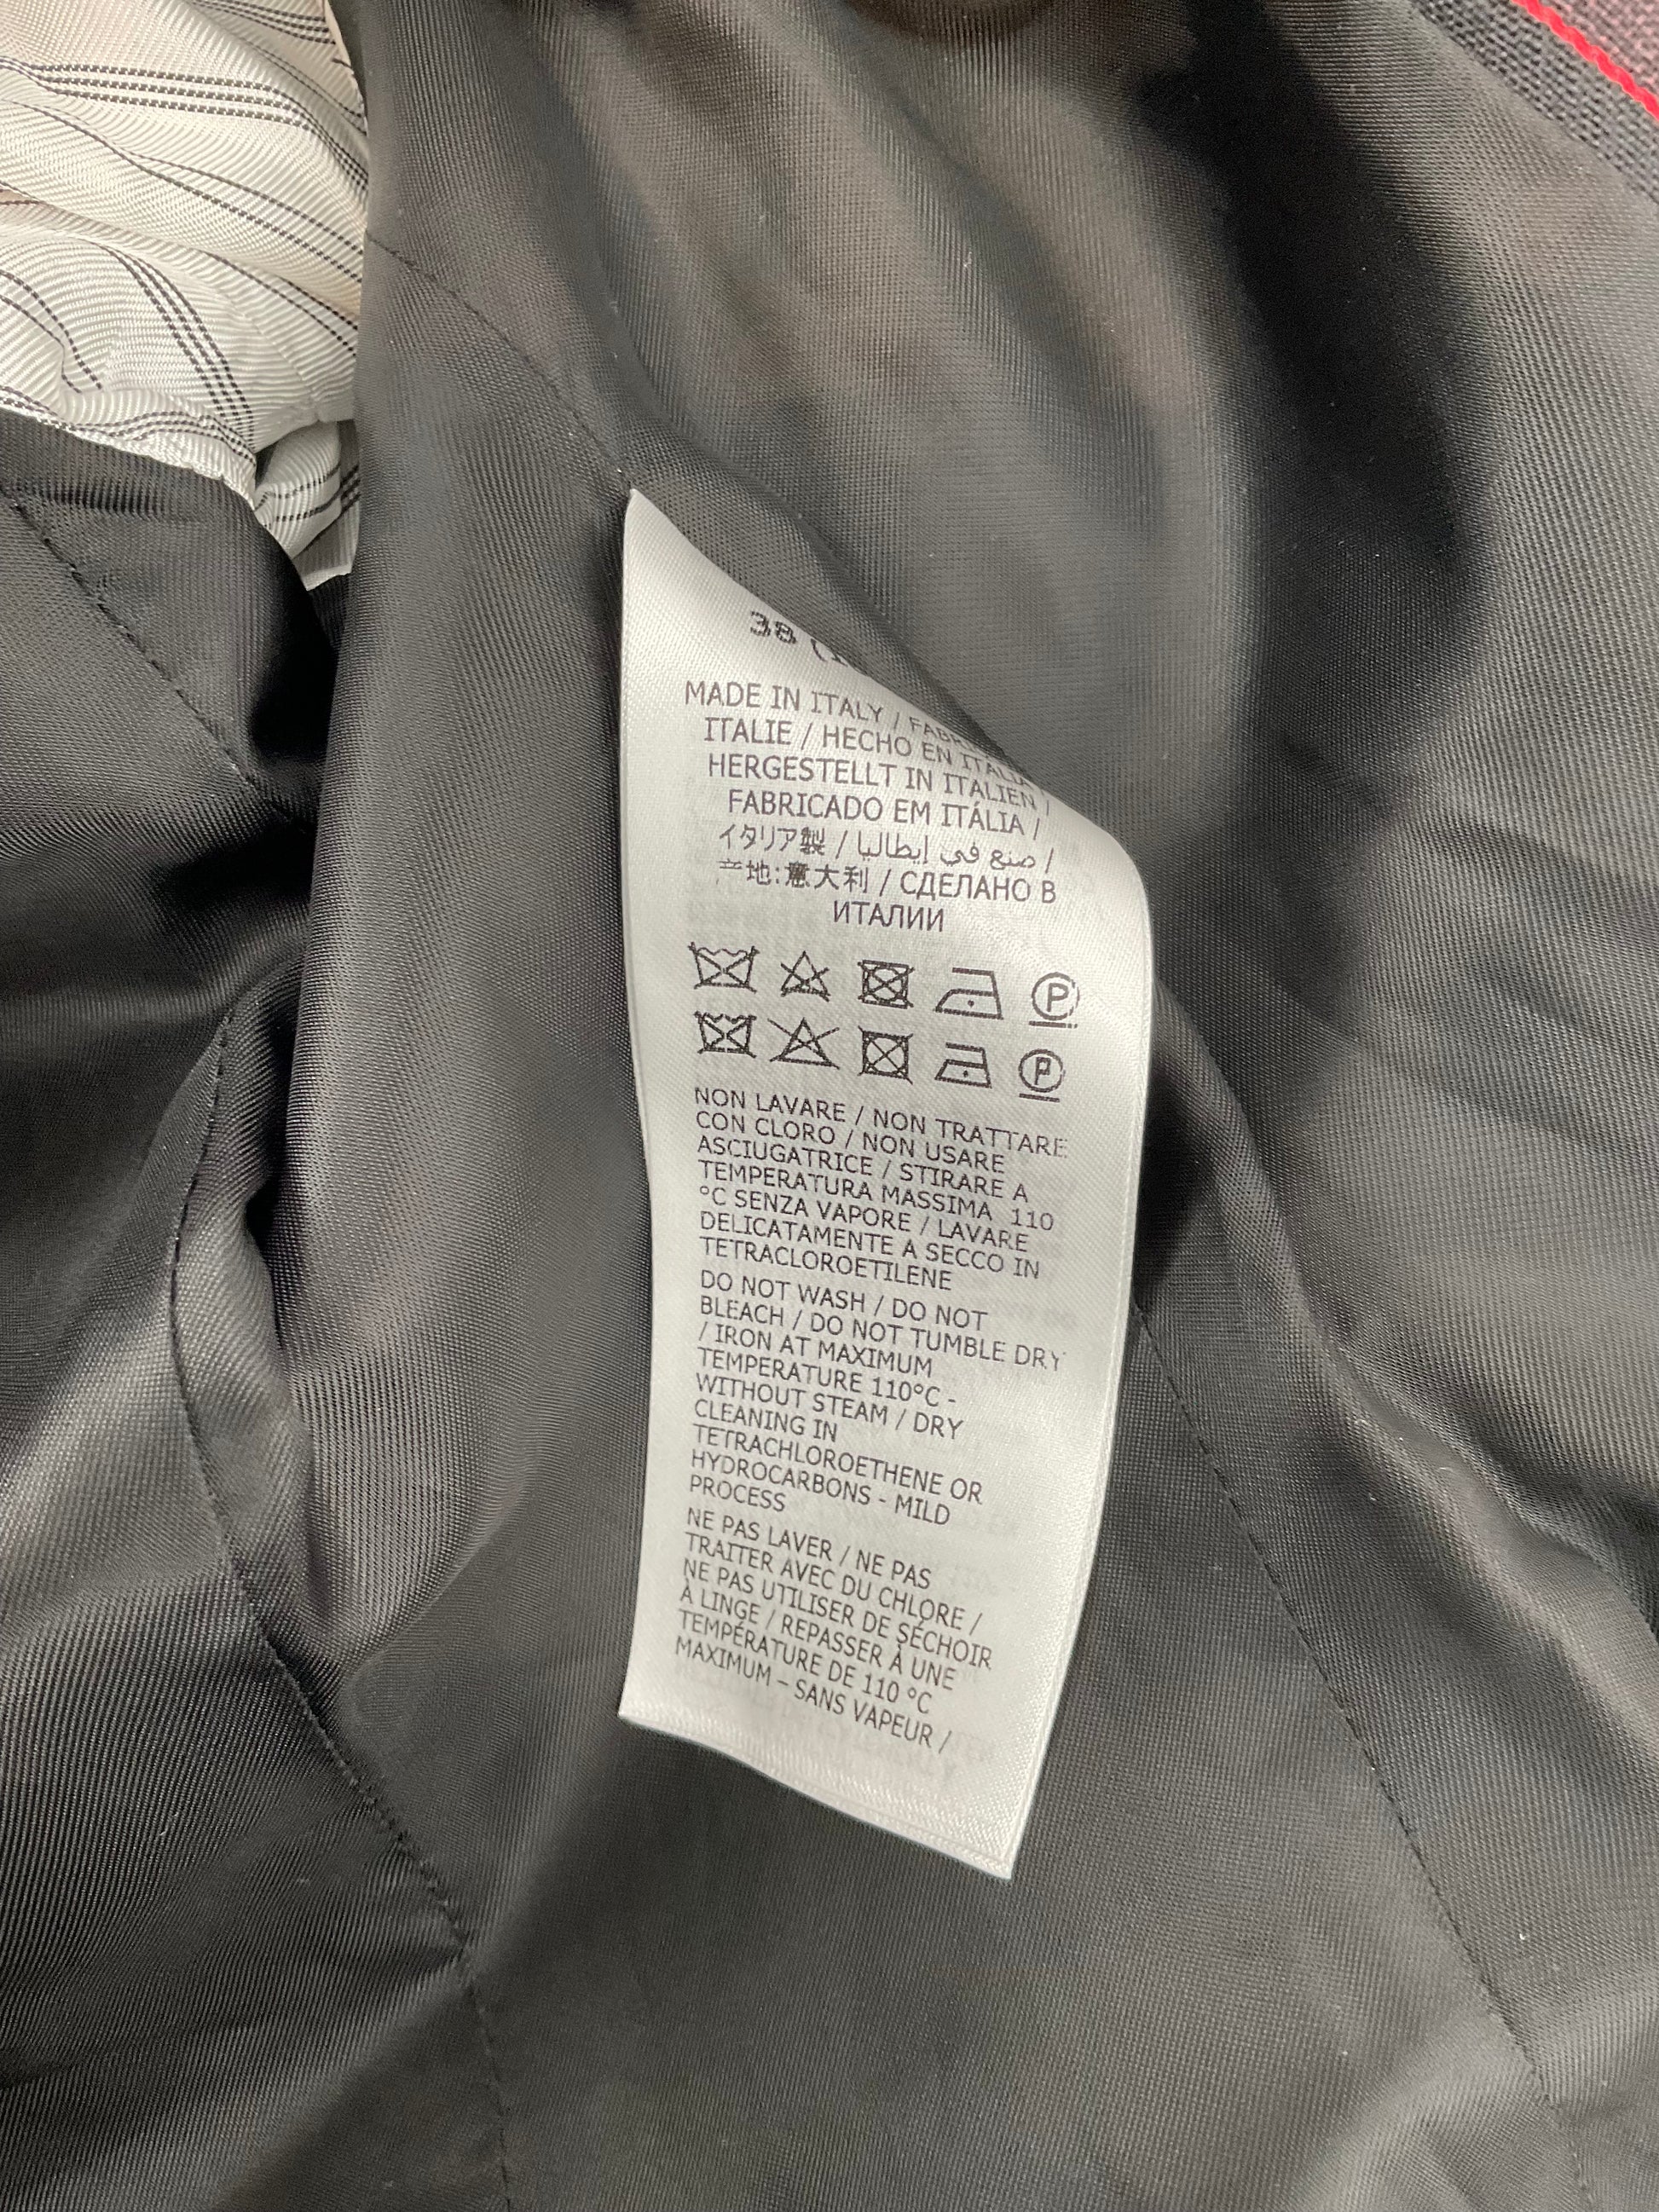 38
MADE IN ITALY /
ITALIE / HECHO EN ITALIA
HERGESTELLT IN ITALIEN /
FABRICADO EM ITÁLIA /
イタリア製 / صنع في إيطاليا /
产地:意大利 / СДЕЛАНО В
ИТАЛИИ
P
P
NON LAVARE / NON TRATTARE
CON CLORO / NON USARE
ASCIUGATRICE / STIRARE A
TEMPERATURA MASSIMA 110
°C SENZA VAPORE / LAVARE
DELICATAMENTE A SECCO IN
TETRACLOROETILENE
DO NOT WASH / DO NOT
BLEACH / DO NOT TUMBLE DRY
/ IRON AT MAXIMUM
TEMPERATURE 110°C -
WITHOUT STEAM / DRY
CLEANING IN
TETRACHLOROETHENE OR
HYDROCARBONS - MILD
PROCESS
NE PAS LAVER / NE PAS
TRAITER AVEC DU CHLORE /
NE PAS UTILISER DE SÉCHOIR
À LINGE / REPASSER À UNE
TEMPÉRATURE DE 110 °C
MAXIMUM – SANS VAPEUR /